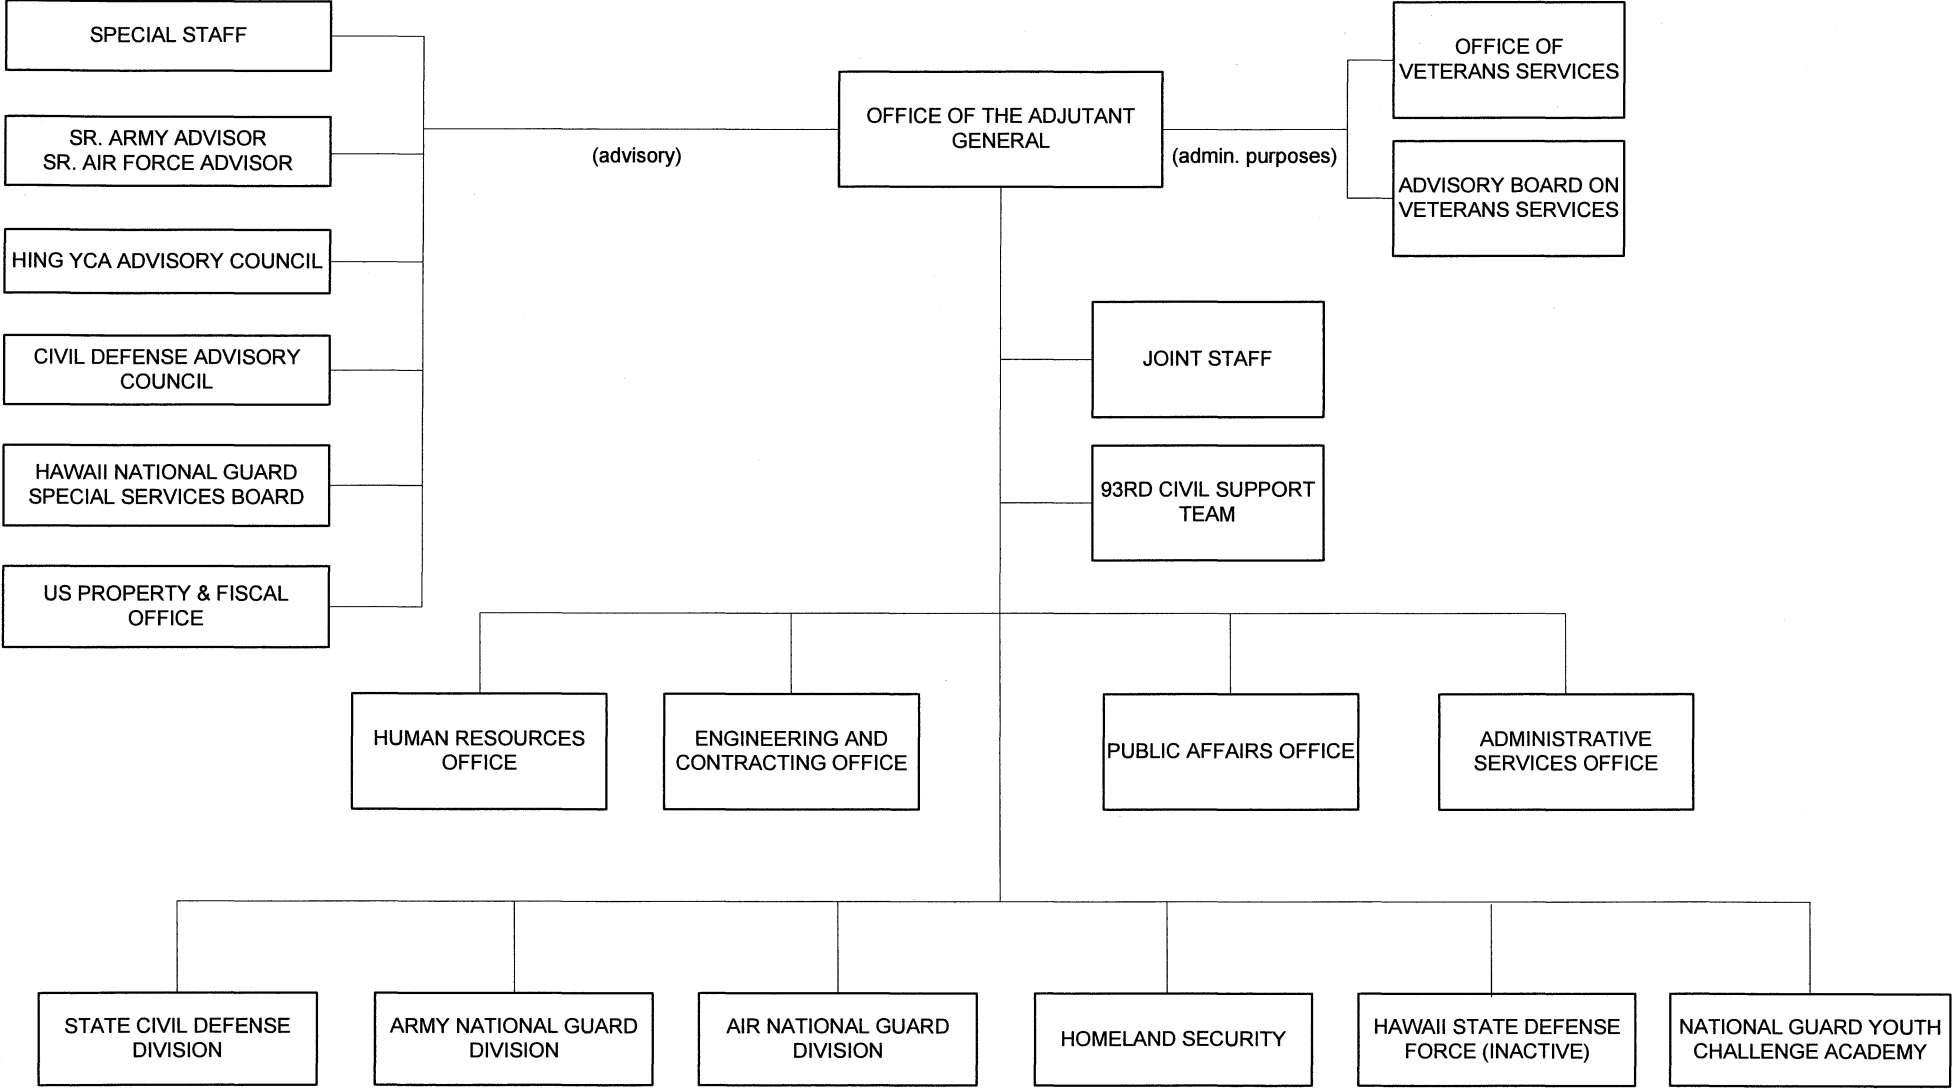 SPECIAL STAFF
SR. ARMY ADVISOR
SR. AIR FORCE ADVISOR
HING YCA ADVISORY COUNCIL
CIVIL DEFENSE ADVISORY
COUNCIL
HAWAII NATIONAL GUARD
SPECIAL SERVICES BOARD
US PROPERTY & FISCAL
OFFICE
(advisory)
OFFICE OF THE ADJUTANT
GENERAL
(admin. purposes)
OFFICE OF
VETERANS SERVICES
ADVISORY BOARD ON
VETERANS SERVICES
JOINT STAFF
93RD CIVIL SUPPORT
TEAM
HUMAN RESOURCES
OFFICE
ENGINEERING AND
CONTRACTING OFFICE
PUBLIC AFFAIRS OFFICE
ADMINISTRATIVE
SERVICES OFFICE
STATE CIVIL DEFENSE
DIVISION
ARMY NATIONAL GUARD
DIVISION
AIR NATIONAL GUARD
DIVISION
HOMELAND SECURITY
HAWAII STATE DEFENSE
FORCE (INACTIVE)
NATIONAL GUARD YOUTH
CHALLENGE ACADEMY